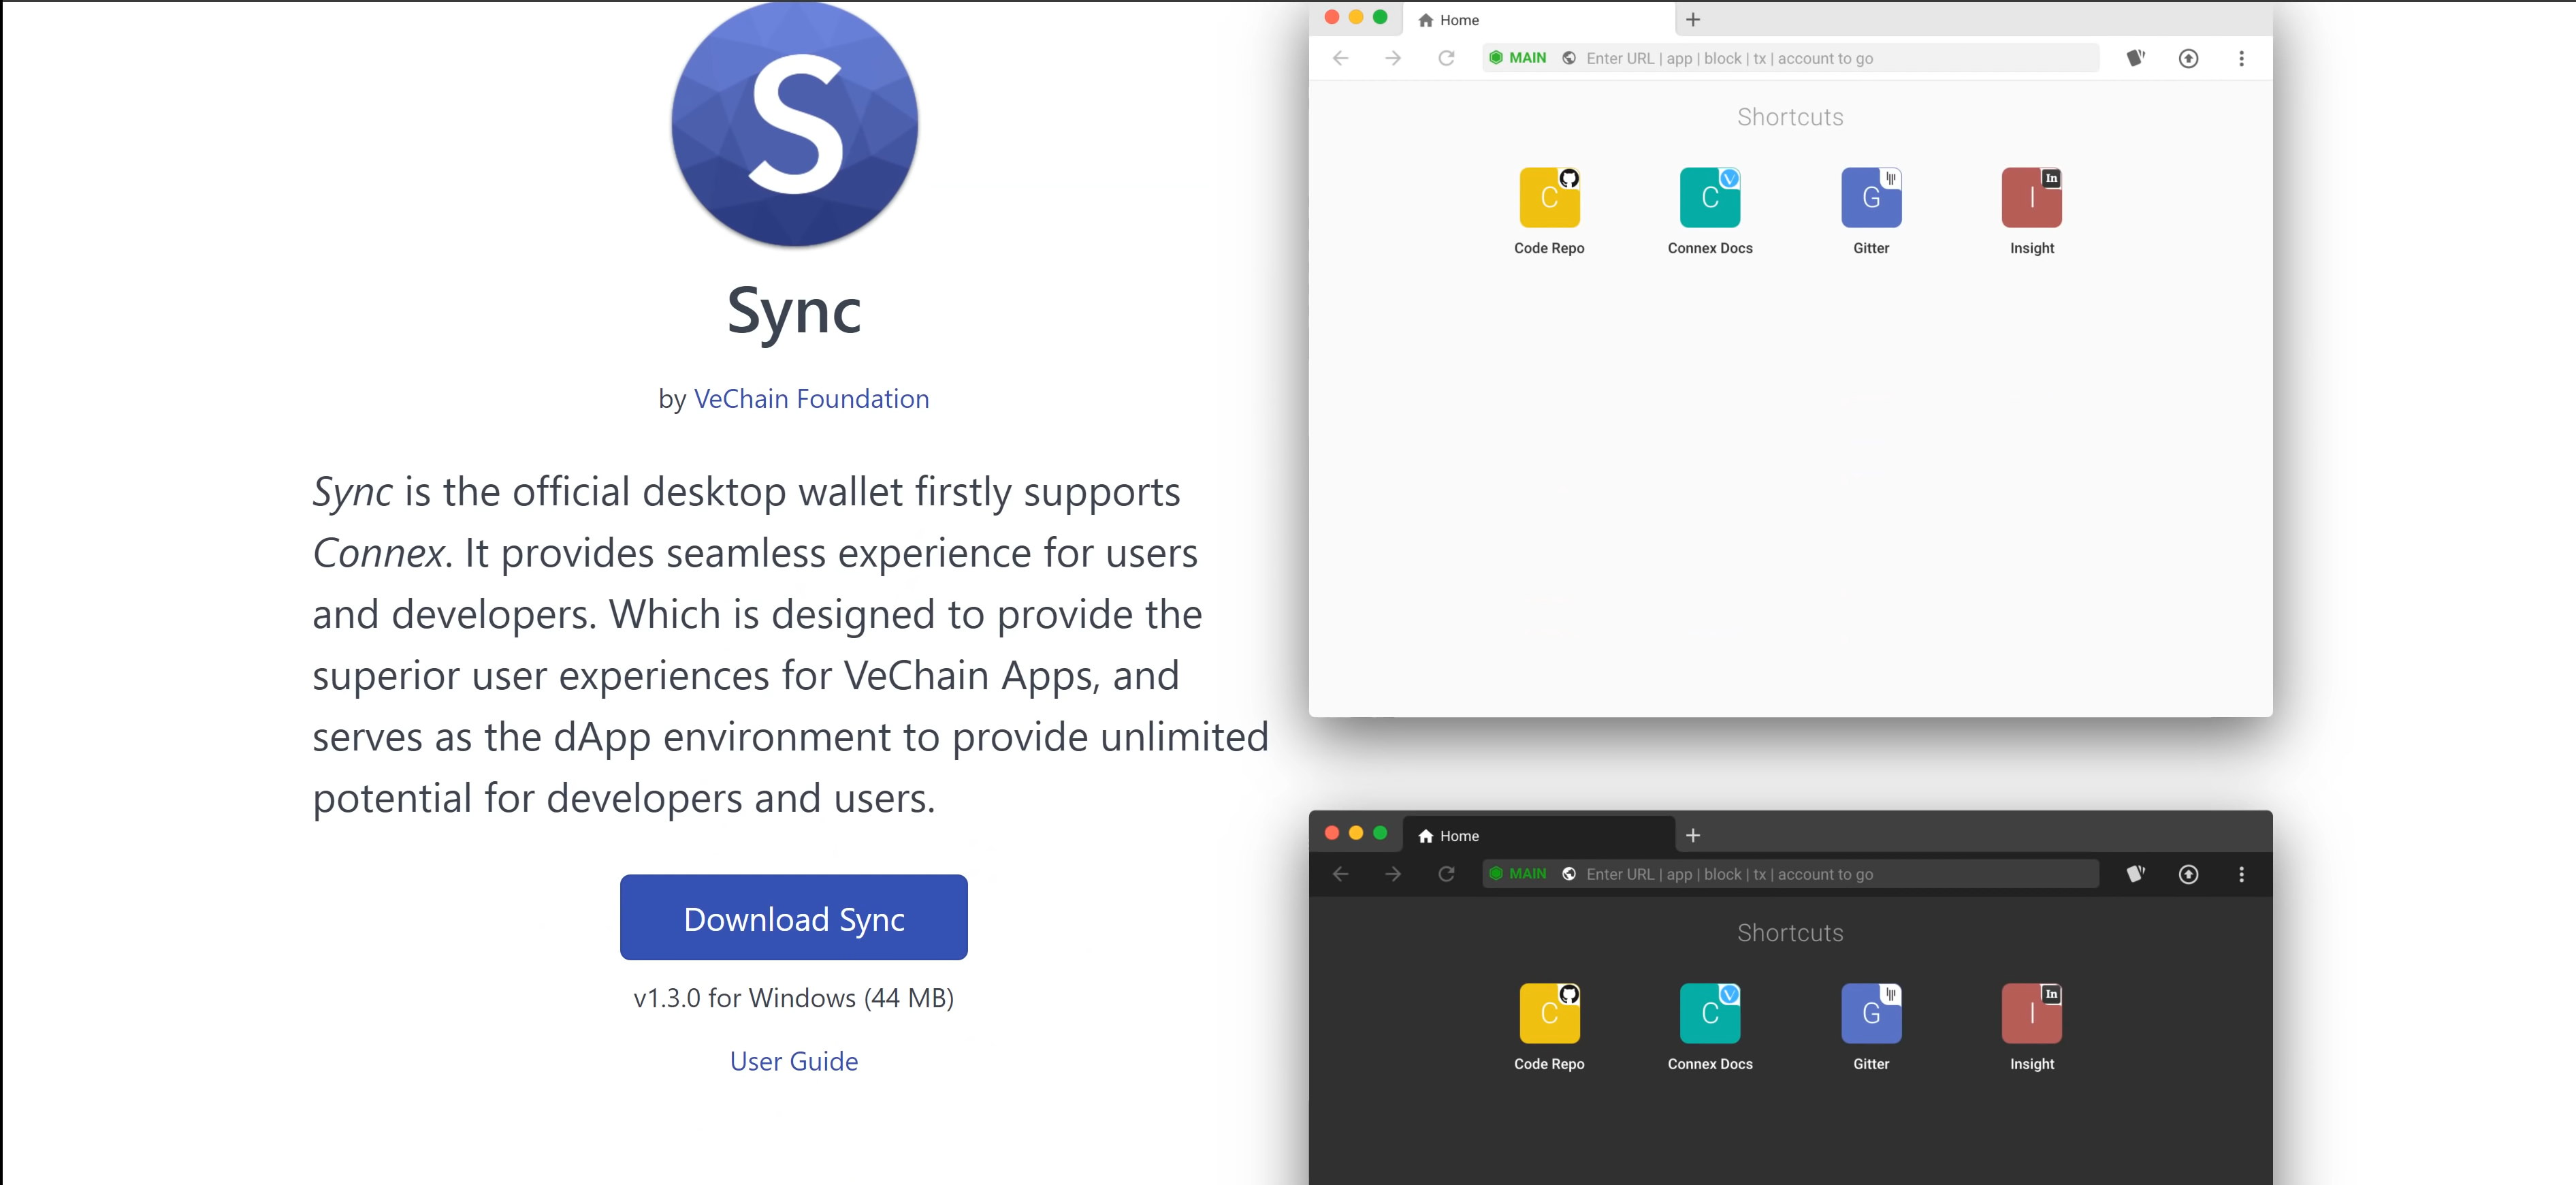 S
Sync
by VeChain Foundation
Sync is the official desktop wallet firstly supports
Connex. It provides seamless experience for users
and developers. Which is designed to provide the
superior user experiences for VeChain Apps, and
serves as the dApp environment to provide unlimited
potential for developers and users.
Download Sync
v1.3.0 for Windows (44 MB)
User Guide
Home
MAIN Enter URL | app | block | tx | account to go
Shortcuts
C C G I In
Code Repo Connex Docs Gitter Insight
Home
MAIN Enter URL | app | block | tx | account to go
Shortcuts
C C G I In
Code Repo Connex Docs Gitter Insight